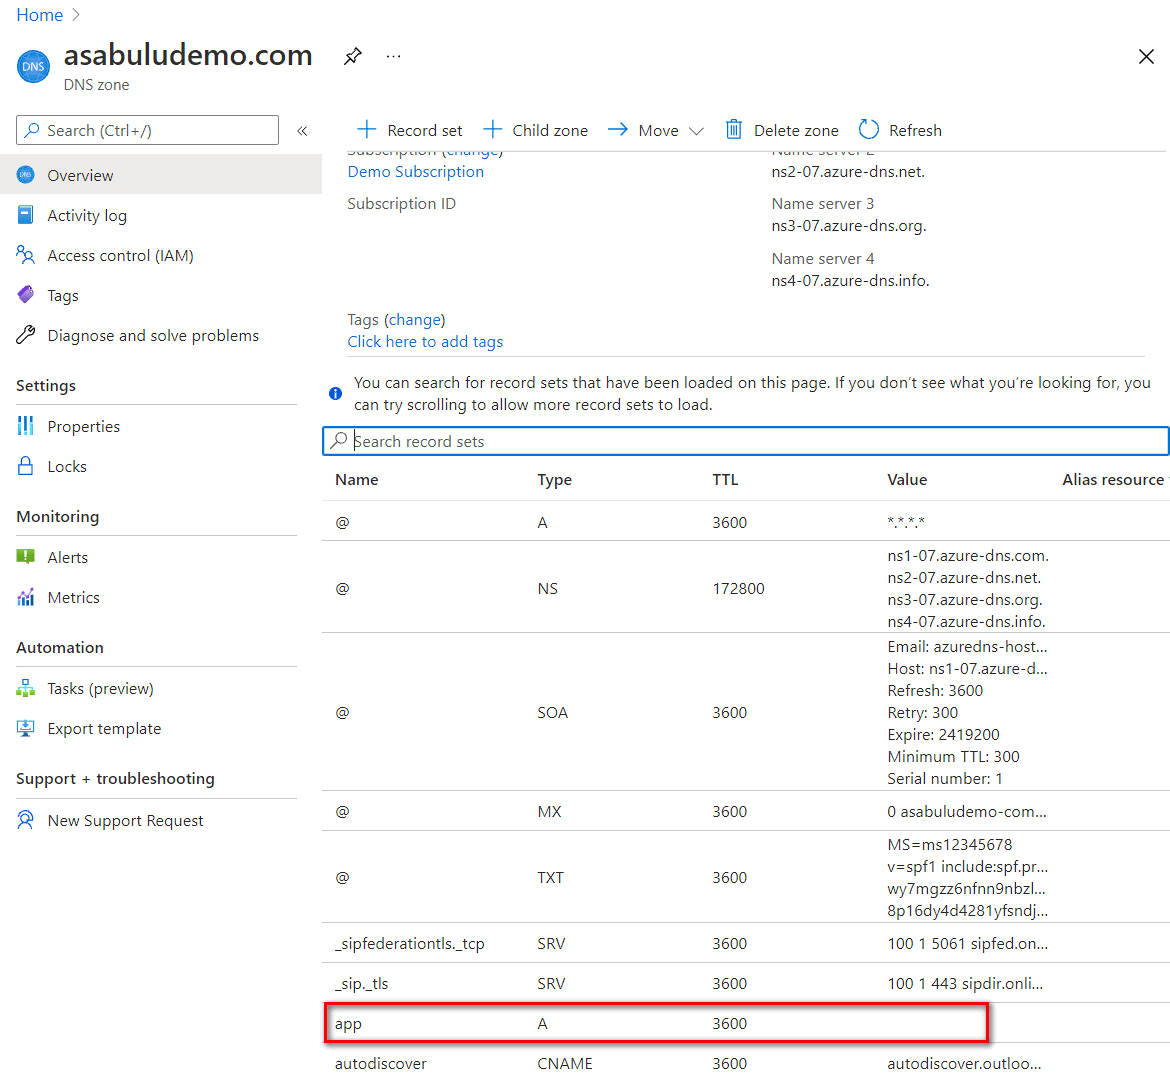 Home
asabuludemo.com
DNS
DNS zone
Search (Ctrl+/)
Record set
Child zone
Move
Delete zone
Refresh
Overview
Activity log
Access control (IAM)
Tags
Diagnose and solve problems
Settings
Properties
Locks
Monitoring
Alerts
Metrics
Automation
Tasks (preview)
Export template
Support + troubleshooting
New Support Request
Subscription (change)
Demo Subscription
Subscription ID
Name server 2
ns2-07.azure-dns.net.
Name server 3
ns3-07.azure-dns.org.
Name server 4
ns4-07.azure-dns.info.
Tags (change)
Click here to add tags
You can search for record sets that have been loaded on this page. If you don't see what you're looking for, you
can try scrolling to allow more record sets to load.
Search record sets
Name Type TTL Value Alias resource
@ A 3600 *.*.*.*
@ NS 172800 ns1-07.azure-dns.com.
ns2-07.azure-dns.net.
ns3-07.azure-dns.org.
ns4-07.azure-dns.info.
@ SOA 3600 Email: azuredns-host...
Host: ns1-07.azure-d...
Refresh: 3600
Retry: 300
Expire: 2419200
Minimum TTL: 300
Serial number: 1
@ MX 3600 0 asabuludemo-com...
@ TXT 3600 MS=ms12345678
v=spf1 include:spf.pr...
wy7mgzz6nfnn9nbzl...
8p16dy4d4281yfsndj...
_sipfederationtls._tcp SRV 3600 100 1 5061 sipfed.on...
_sip._tls SRV 3600 100 1 443 sipdir.onli...
app A 3600
autodiscover CNAME 3600 autodiscover.outloo...